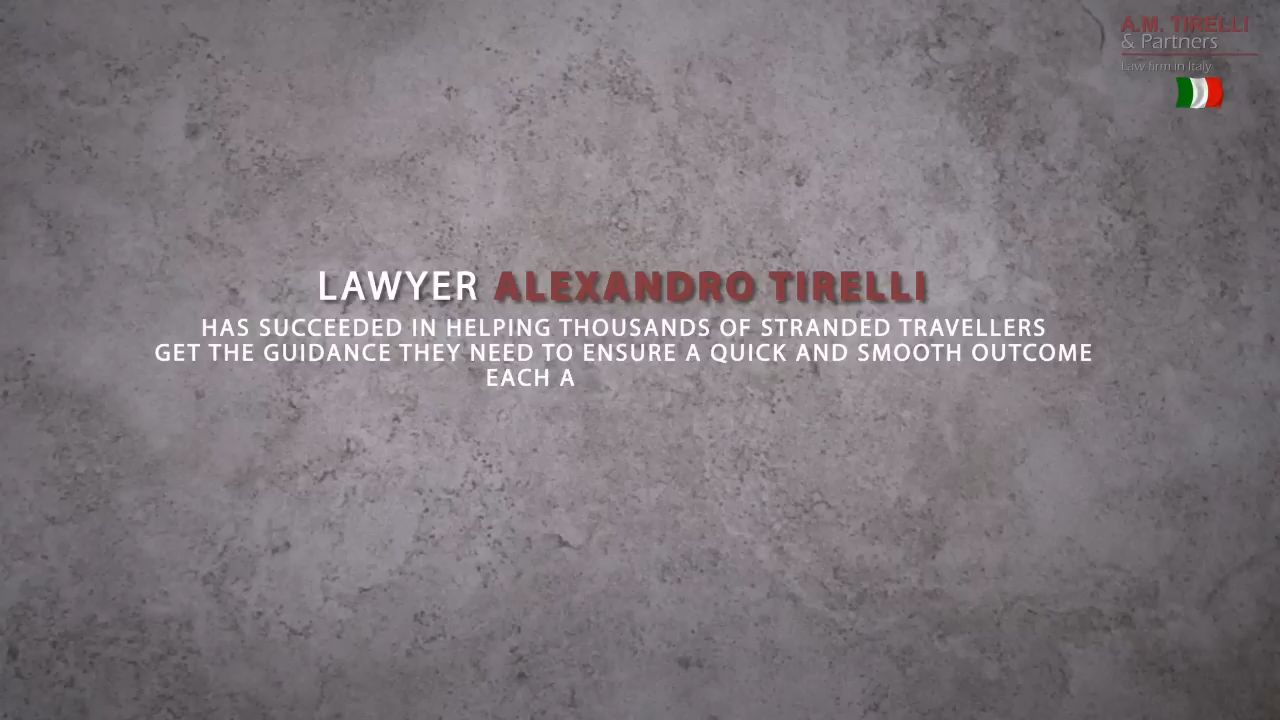 A.M. TIRELLI
& Partners
Law firm in Italy
LAWYER ALEXANDRO TIRELLI
HAS SUCCEEDED IN HELPING THOUSANDS OF STRANDED TRAVELLERS
GET THE GUIDANCE THEY NEED TO ENSURE A QUICK AND SMOOTH OUTCOME
EACH A